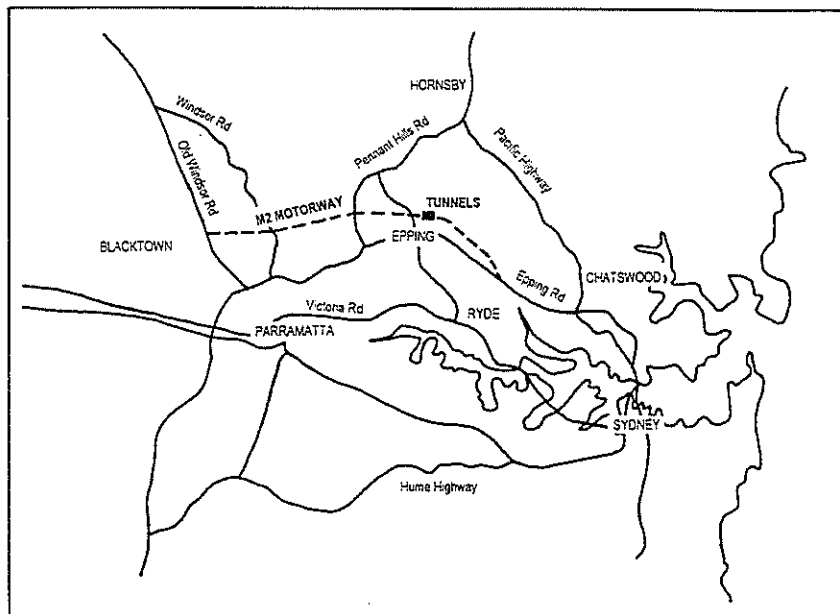 HORNSBY
Windsor Rd
Old Windsor Rd
Pennant Hills Rd
Pacific Highway
M2 MOTORWAY
TUNNELS
BLACKTOWN
EPPING
CHATSWOOD
Epping Rd
Victoria Rd
RYDE
PARRAMATTA
SYDNEY
Hume Highway